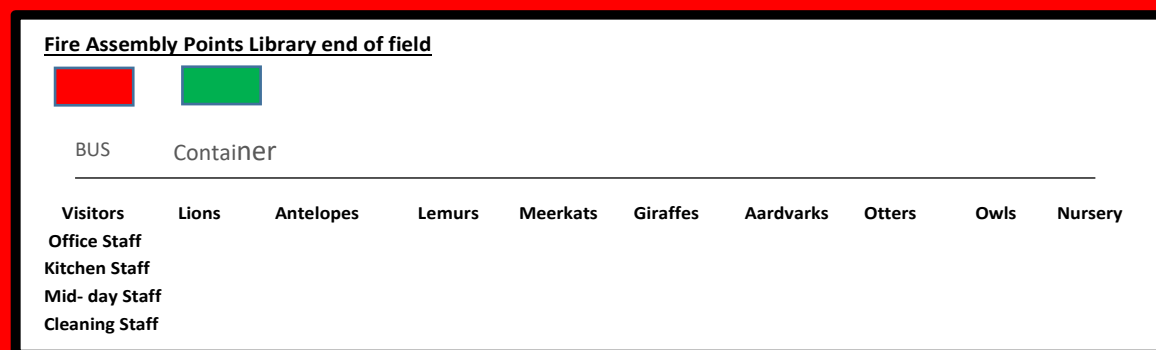 Fire Assembly Points Library end of field
BUS Container
Visitors Lions Antelopes Lemurs Meerkats Giraffes Aardvarks Otters Owls Nursery
Office Staff
Kitchen Staff
Mid- day Staff
Cleaning Staff